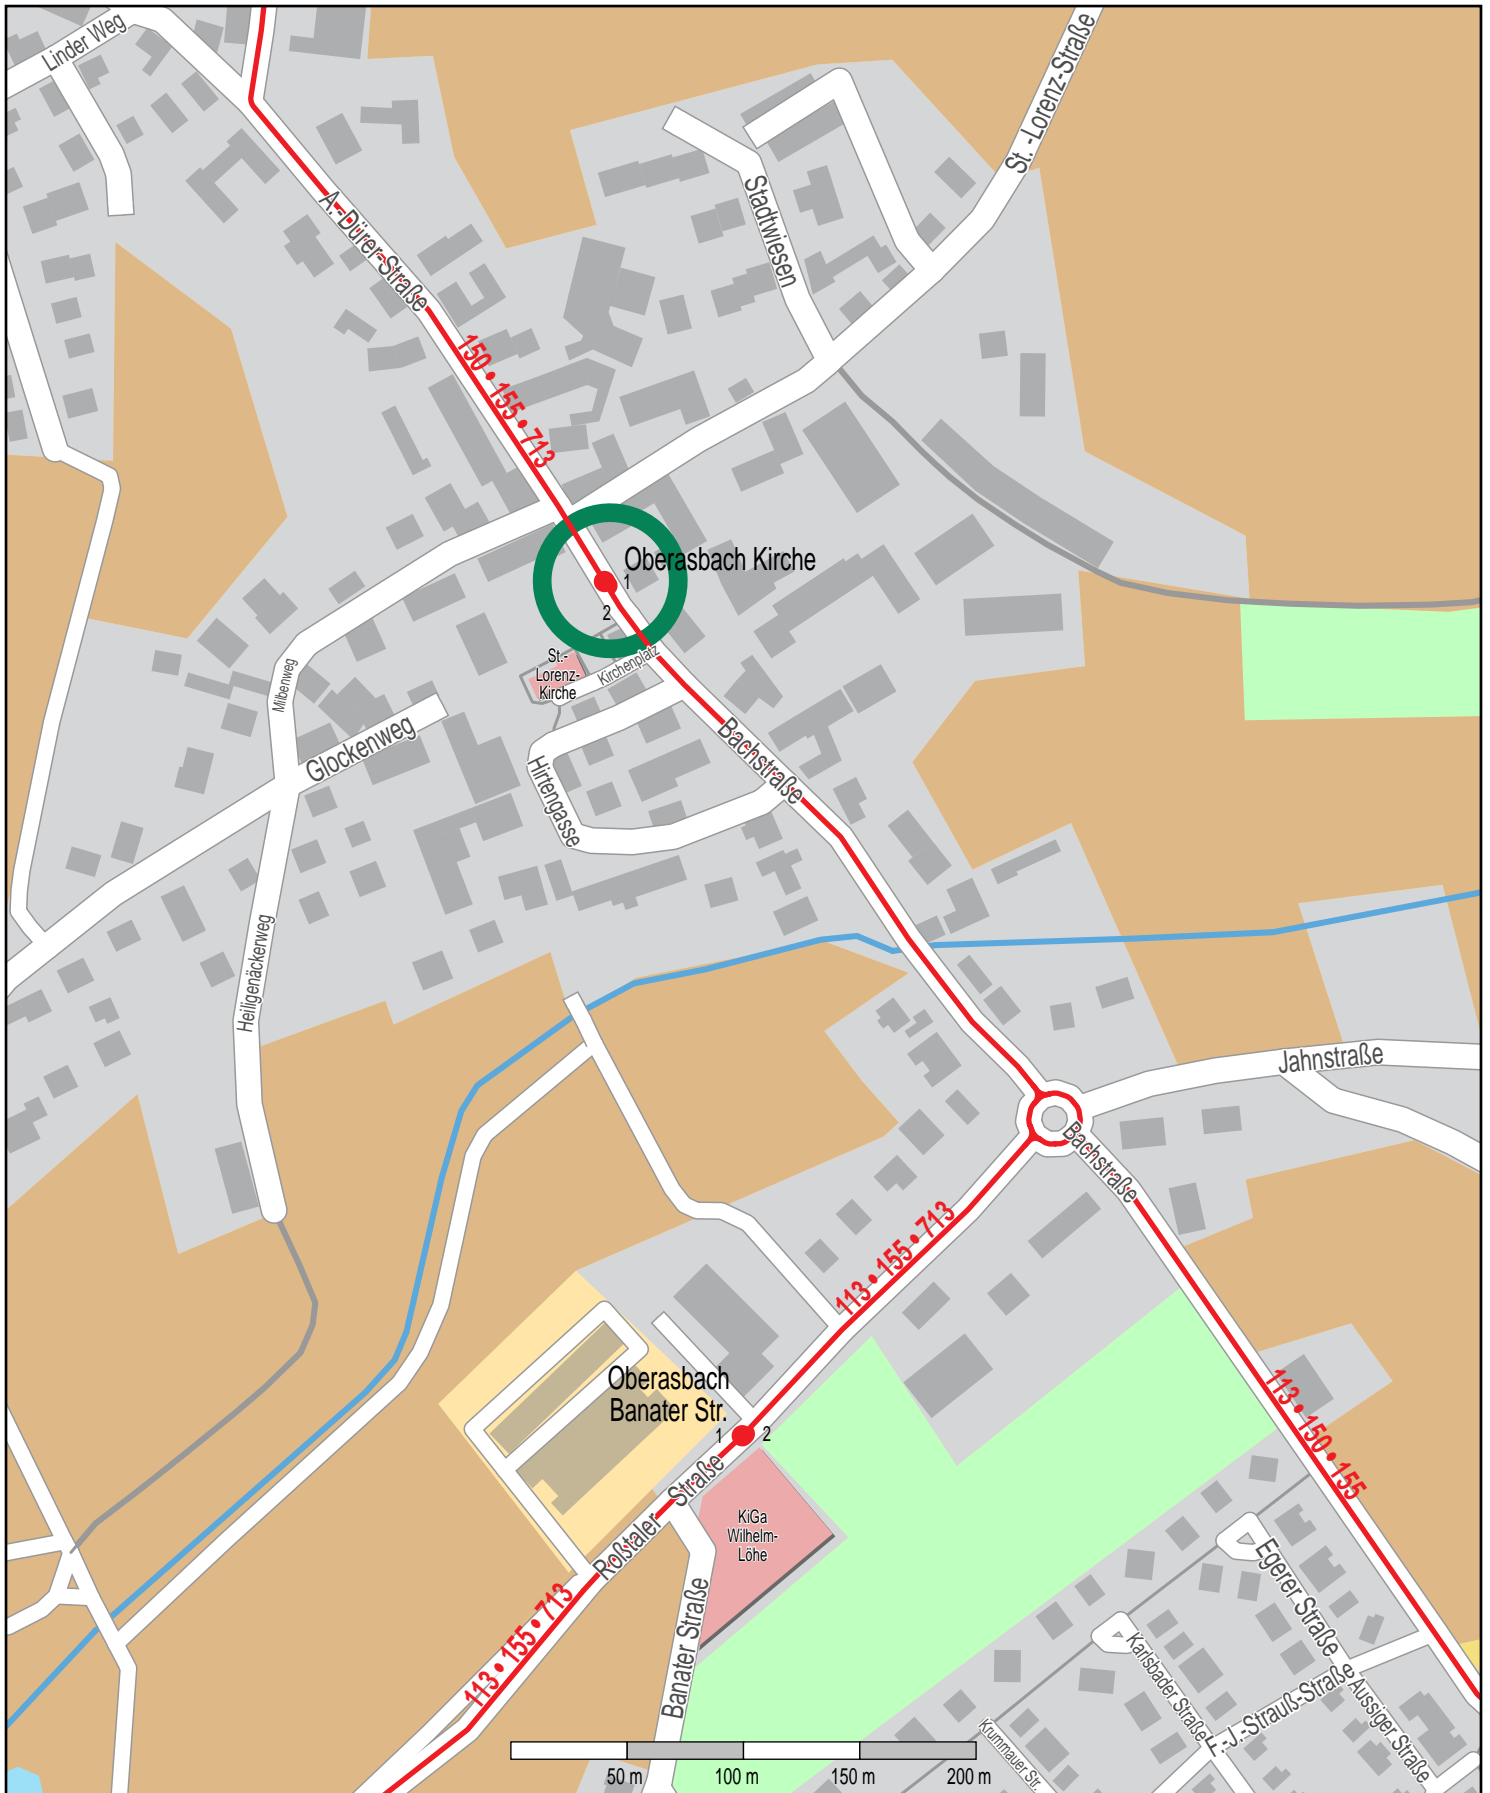 Linder Weg
St. -Lorenz-Straße
A.-Dürer-Straße
Stadtwiesen
150 • 155 • 713
Oberasbach Kirche
1
2
St.-
Lorenz-
Kirche
Kirchenplatz
Milbenweg
Glockenweg
Bachstraße
Hirtengasse
Heiligenäckerweg
Jahnstraße
Bachstraße
113 • 155 • 713
Oberasbach
Banater Str.
1
2
113 • 150 • 155
Roßtaler Straße
KiGa
Wilhelm-
Löhe
113 • 155 • 713
Banater Straße
Egerer Straße
Karlsbader Straße
F.-J.-Strauß-Straße
Aussiger Straße
Krummauer Str.
50 m
100 m
150 m
200 m